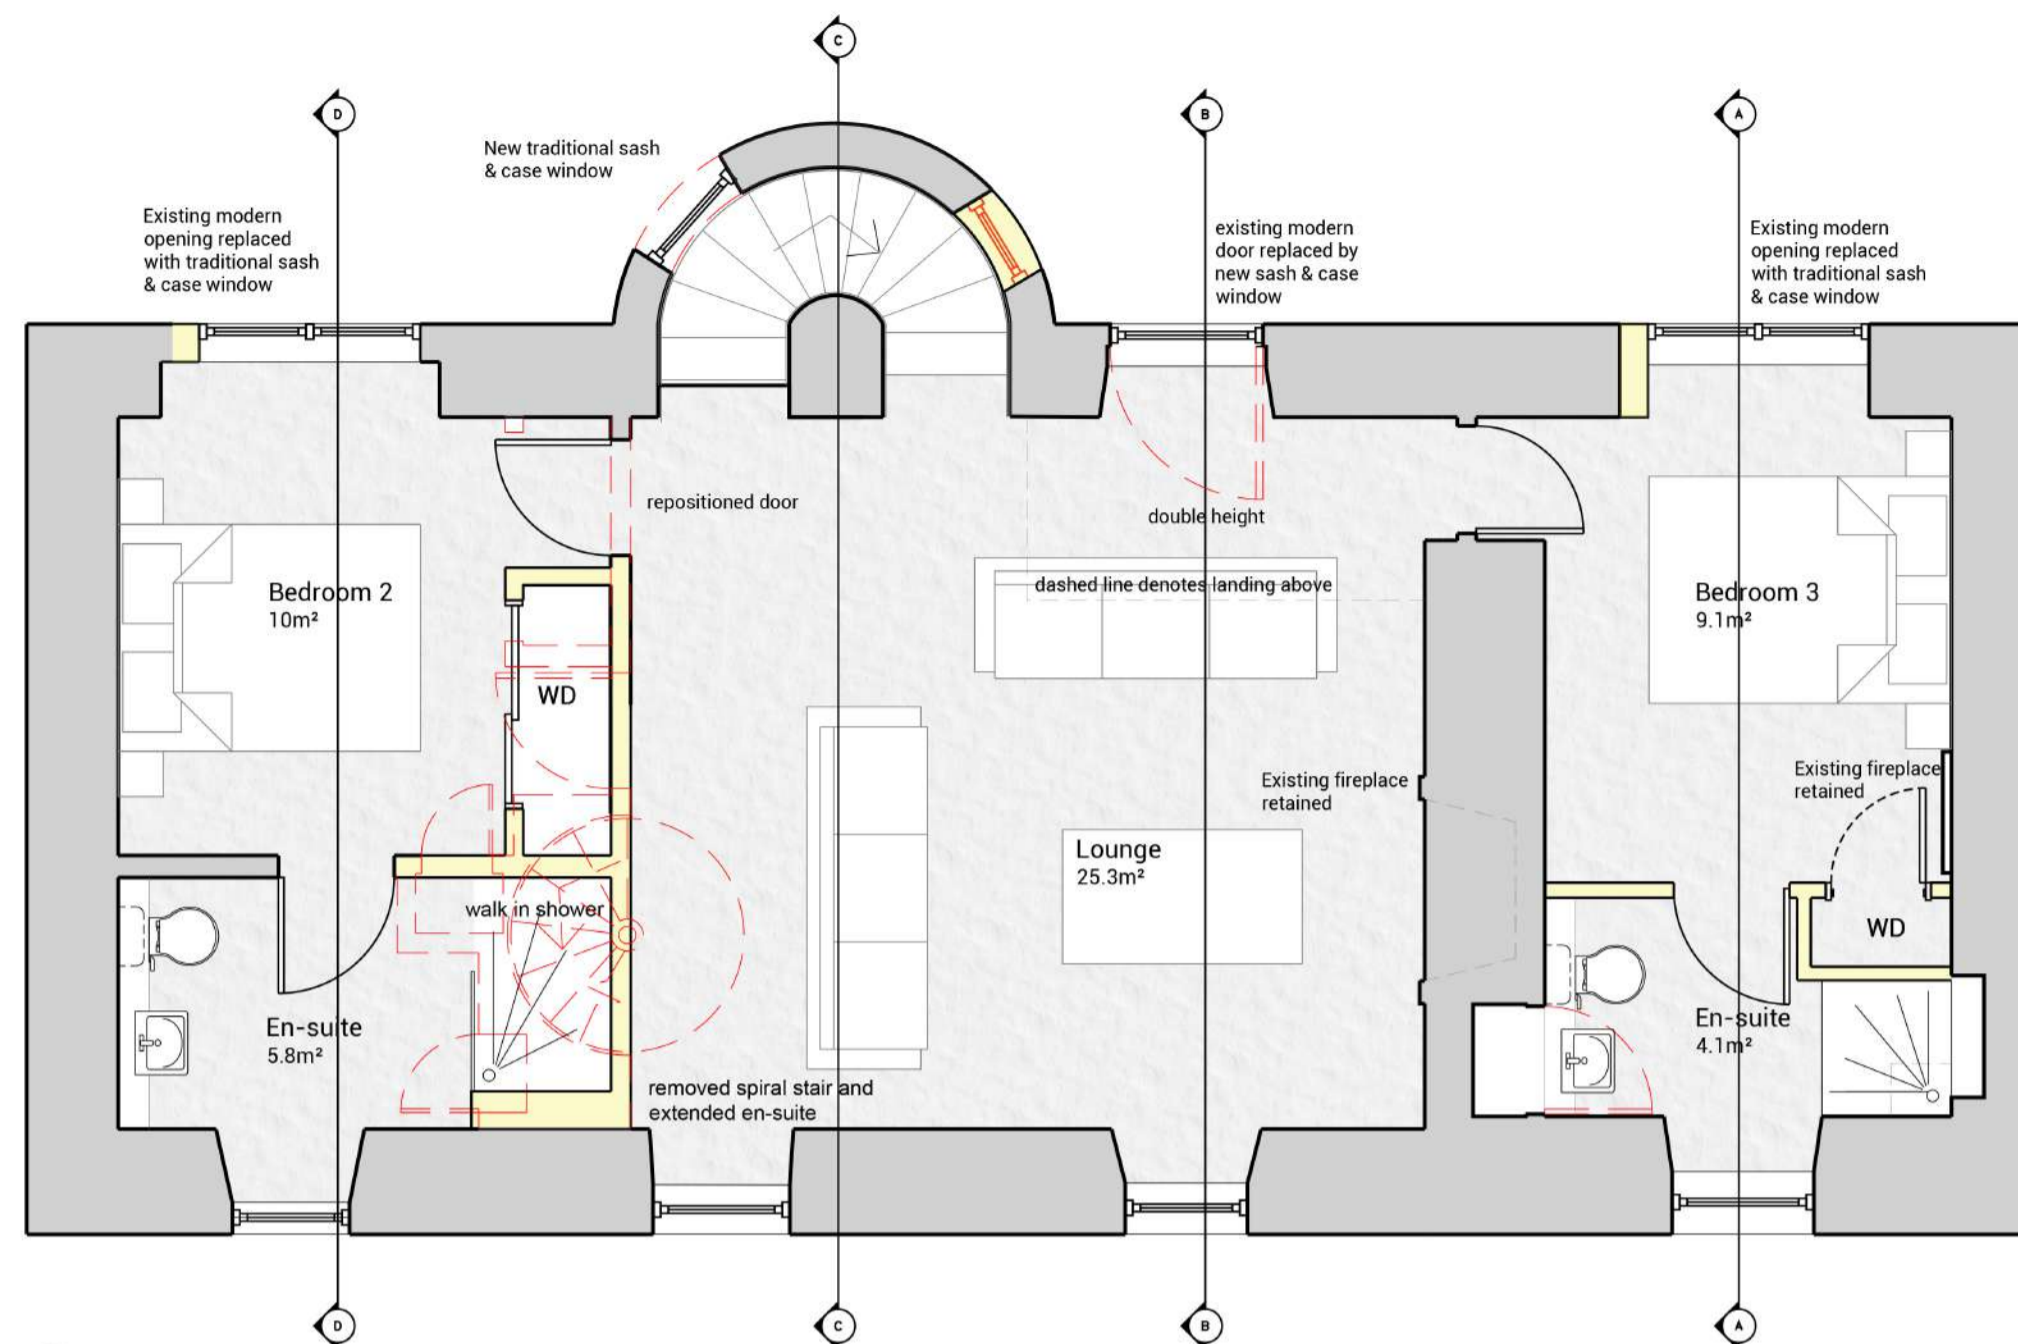 C
D
B
A
New traditional sash
& case window
Existing modern
opening replaced
with traditional sash
& case window
existing modern
door replaced by
new sash & case
window
Existing modern
opening replaced
with traditional sash
& case window
repositioned door
double height
dashed line denotes landing above
Bedroom 2
10m²
Bedroom 3
9.1m²
WD
Existing fireplace
retained
Existing fireplace
retained
Lounge
25.3m²
walk in shower
WD
En-suite
5.8m²
En-suite
4.1m²
removed spiral stair and
extended en-suite
D
C
B
A